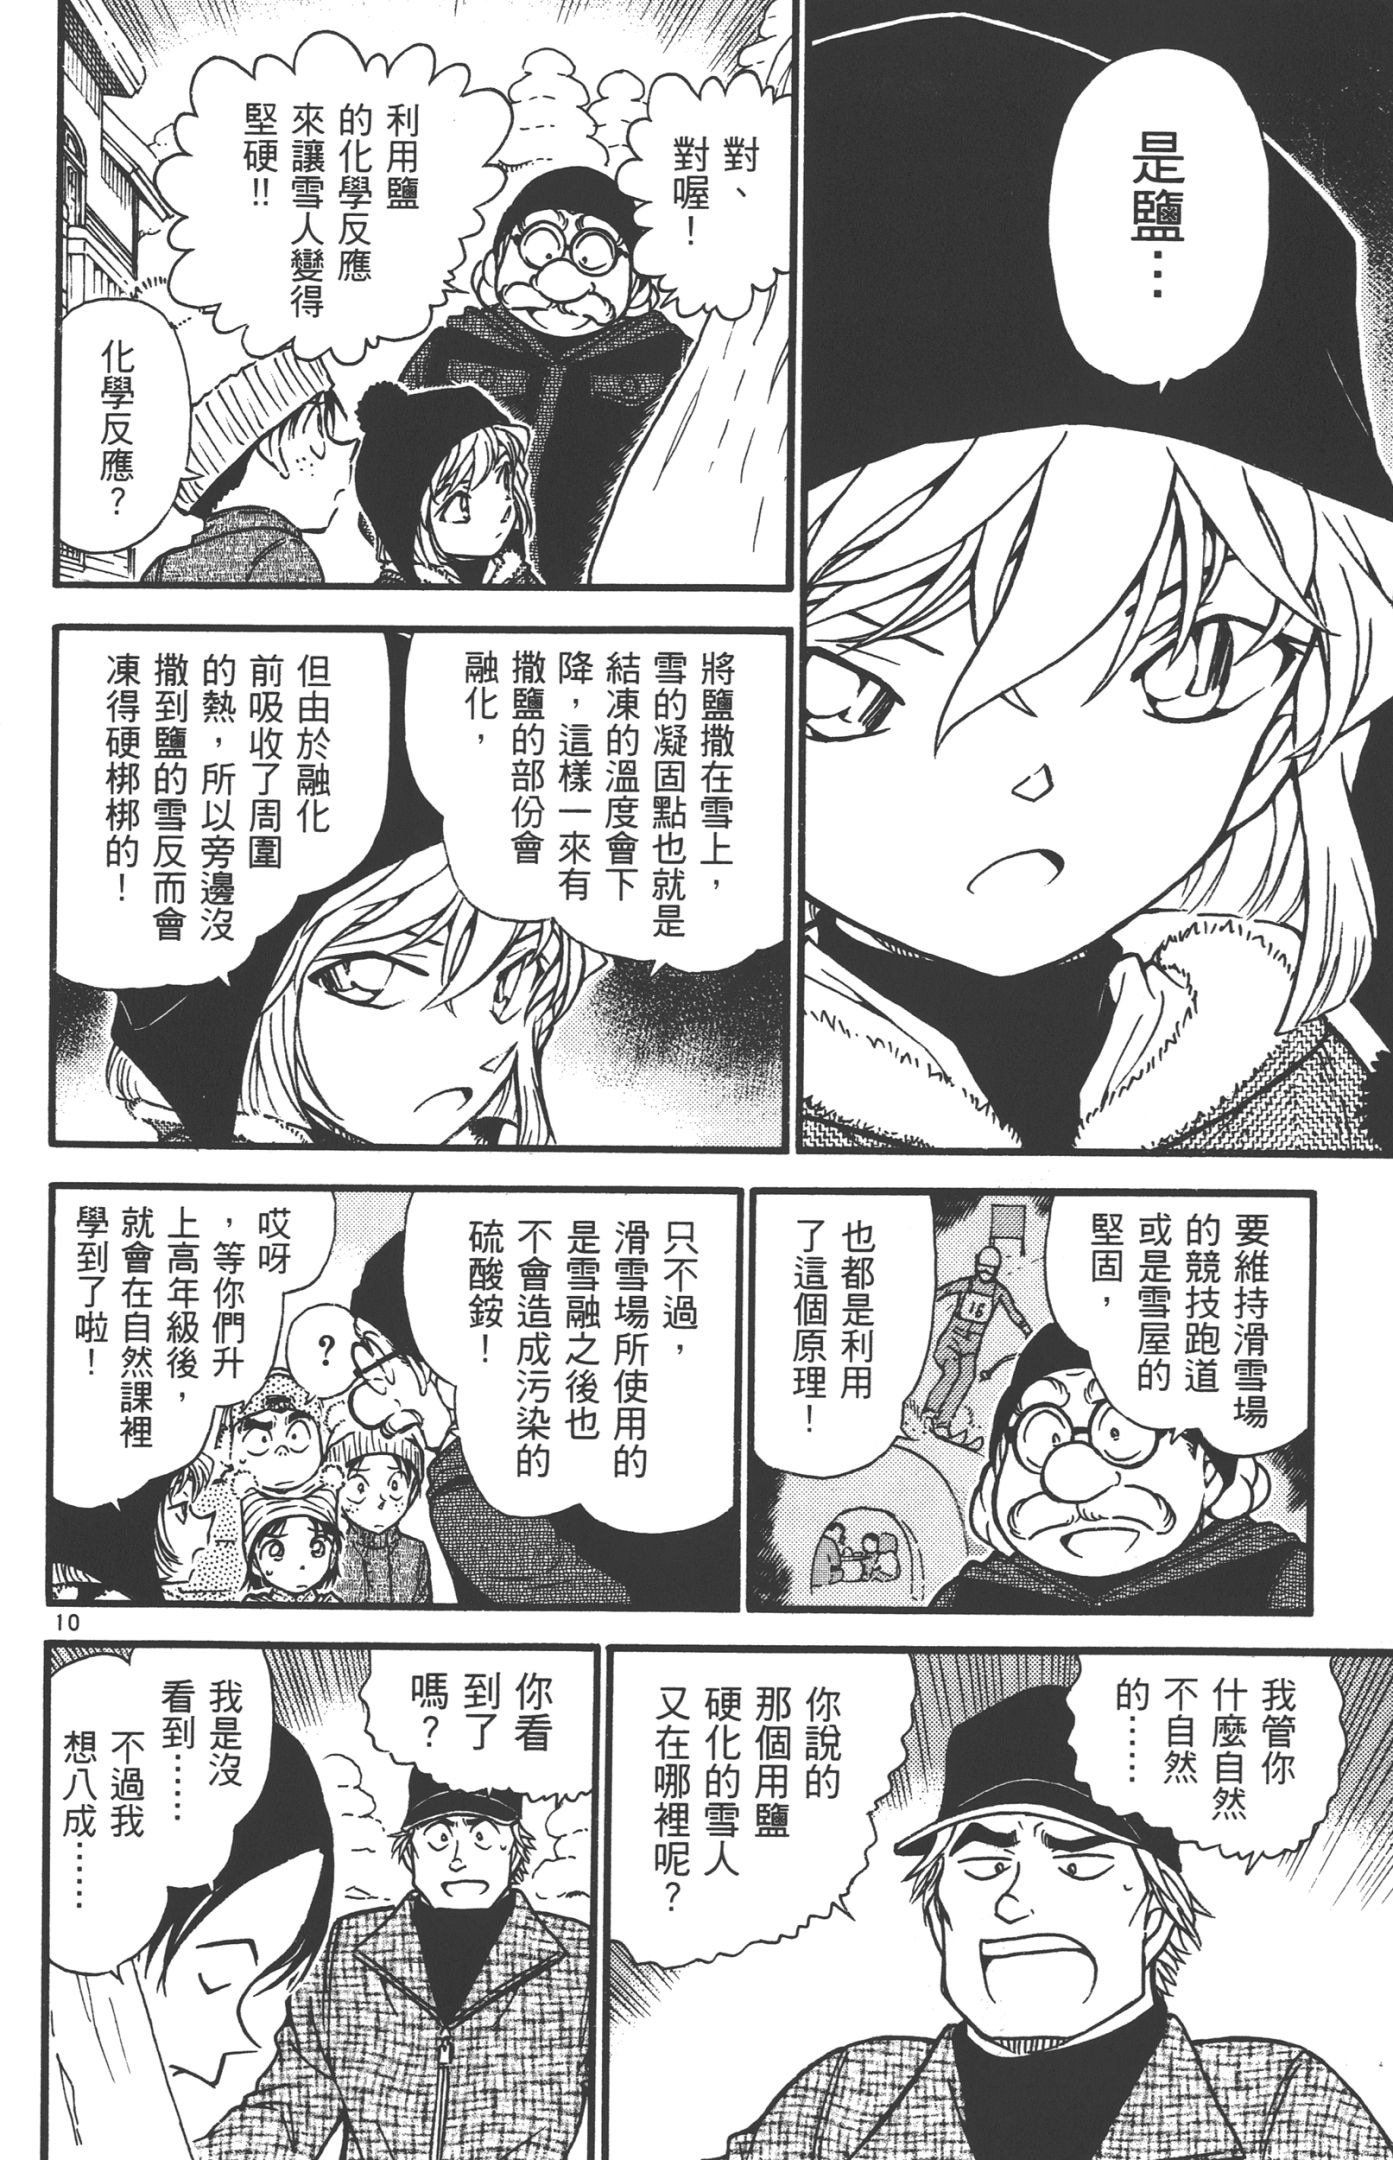 是鹽⋯
對、
對喔！
利用鹽
的化學反應
來讓雪人變得
堅硬!!
化學反應？
將鹽撒在雪上，
雪的凝固點也就是
結凍的溫度會下
降，這樣一來有
撒鹽的部份會
融化，
但由於融化
前吸收了周圍
的熱，所以旁邊沒
撒到鹽的雪反而會
凍得硬梆梆的！
要維持滑雪場
的競技跑道
或是雪屋的
堅固，
也都是利用
了這個原理！
16
只不過，
滑雪場所使用的
是雪融之後也
不會造成污染的
硫酸銨！
？
哎呀
，等你們升
上高年級後，
就會在自然課裡
學到了啦！
10
我管你
什麼自然
不自然
的⋯⋯
你說的
那個用鹽
硬化的雪人
又在哪裡呢？
你看
到了
嗎？
我是沒
看到⋯⋯
不過我
想八成⋯⋯